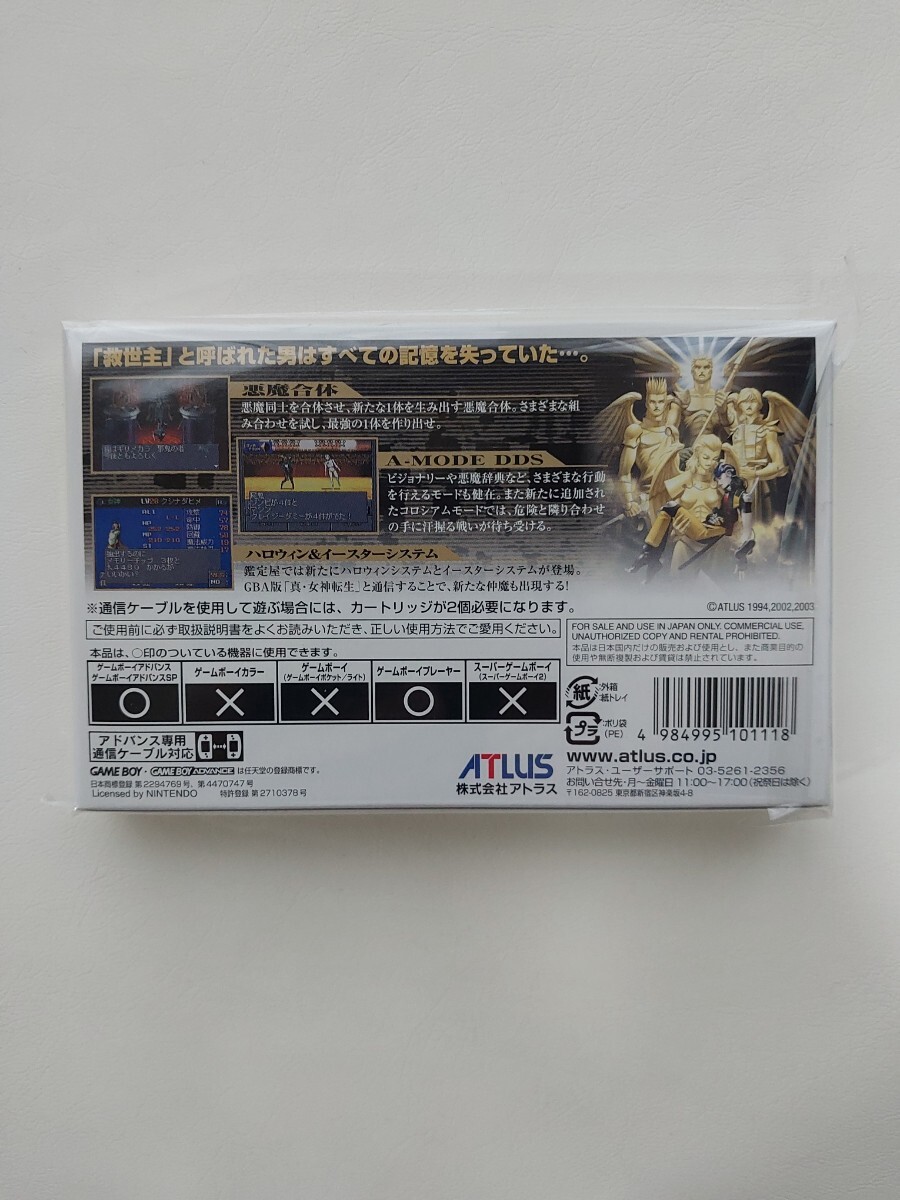 「救世主」と呼ばれた男はすべての記憶を失っていた…。
悪魔合体
悪魔同士を合体させ、新たな1体を生み出す悪魔合体。さまざまな組
み合わせを試し、最強の1体を作り出せ。
A-MODE DDS
ビジョナリーや悪魔辞典など、さまざまな行動
を行えるモードも健在。また新たに追加され
たコロシアムモードでは、危険と隣り合わせ
の手に汗握る戦いが待ち受ける。
LV26 クシナダヒメ
強化するのに
メモリーチップ 3枚と
いいかい?
ハロウィン&イースターシステム
鑑定屋では新たにハロウィンシステムとイースターシステムが登場。
GBA版「真・女神転生」と通信することで、新たな仲魔も出現する!
※通信ケーブルを使用して遊ぶ場合には、カートリッジが2個必要になります。
©ATLUS 1994,2002,2003
ご使用前に必ず取扱説明書をよくお読みいただき、正しい使用方法でご愛用ください。
FOR SALE AND USE IN JAPAN ONLY. COMMERCIAL USE,
UNAUTHORIZED COPY AND RENTAL PROHIBITED.
本品は日本国内だけの販売および使用とし、また商業目的の
使用や無断複製および賃貸は禁止されています。
本品は、○印のついている機器に使用できます。
ゲームボーイアドバンス
ゲームボーイアドバンスSP
ゲームボーイカラー
ゲームボーイ
(ゲームボーイポケット/ライト)
ゲームボーイプレーヤー
スーパーゲームボーイ
(スーパーゲームボーイ2)
○ × × ○ ×
紙
:外箱
:紙トレイ
プラ
:ポリ袋
(PE)
4 984995 101118
アドバンス専用
通信ケーブル対応
GAME BOY・GAME BOY ADVANCE は任天堂の登録商標です。
日本商標登録 第2294769号、第4470747号
Licensed by NINTENDO 特許登録 第2710378号
ATLUS
株式会社アトラス
www.atlus.co.jp
アトラス・ユーザーサポート 03-5261-2356
お問い合せ先・月～金曜日 11:00～17:00(祝祭日は除く)
〒162-0825 東京都新宿区神楽坂4-8